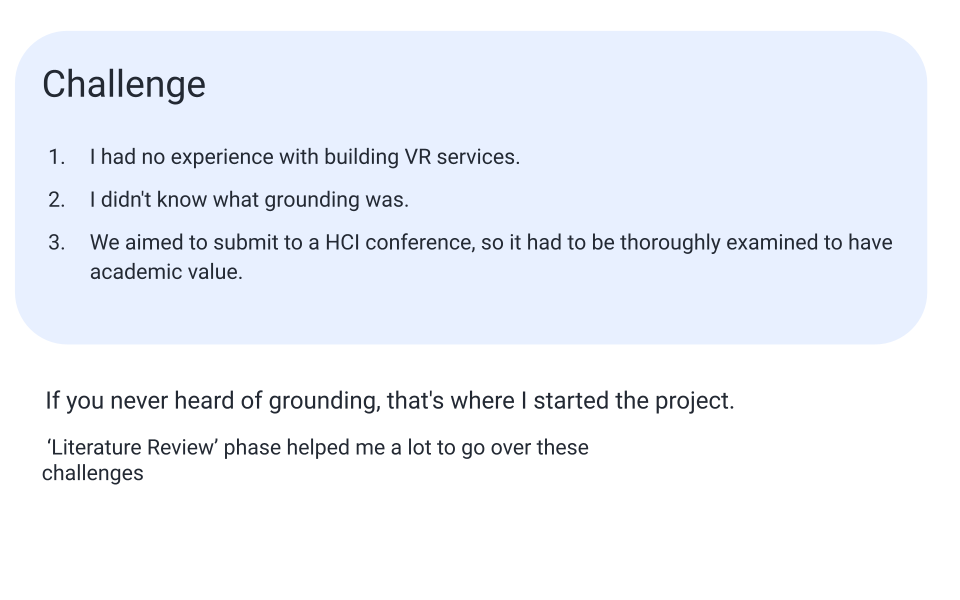 Challenge
1. I had no experience with building VR services.
2. I didn't know what grounding was.
3. We aimed to submit to a HCI conference, so it had to be thoroughly examined to have
academic value.
If you never heard of grounding, that's where I started the project.
‘Literature Review’ phase helped me a lot to go over these
challenges